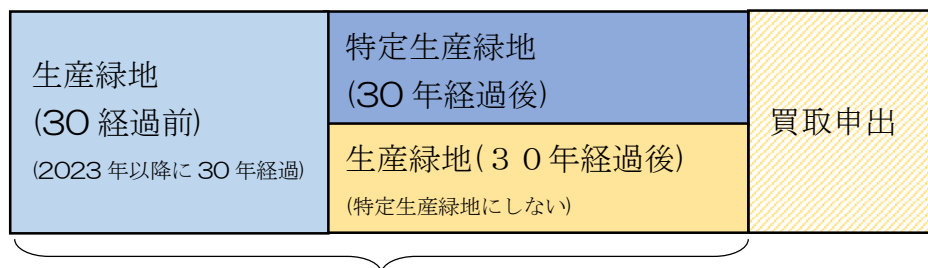 生産緑地
(30 経過前)
(2023 年以降に 30 年経過)
特定生産緑地
(30 年経過後)
生産緑地(３０年経過後)
(特定生産緑地にしない)
買取申出